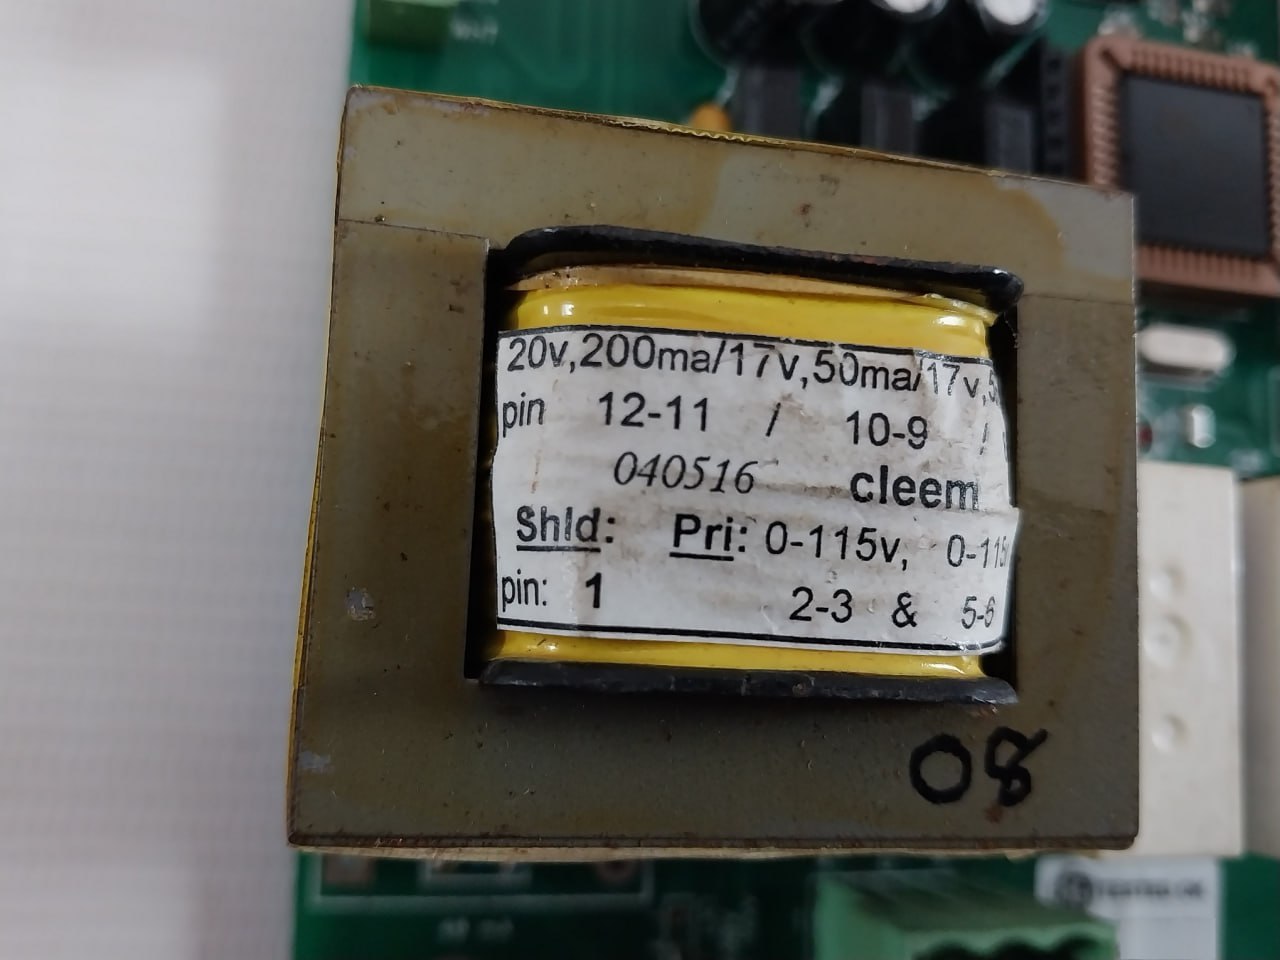 20v,200ma/17v,50ma/17v,5
pin 12-11 / 10-9 /
040516 cleem
Shld: Pri: 0-115v, 0-115
pin: 1 2-3 & 5-6
08